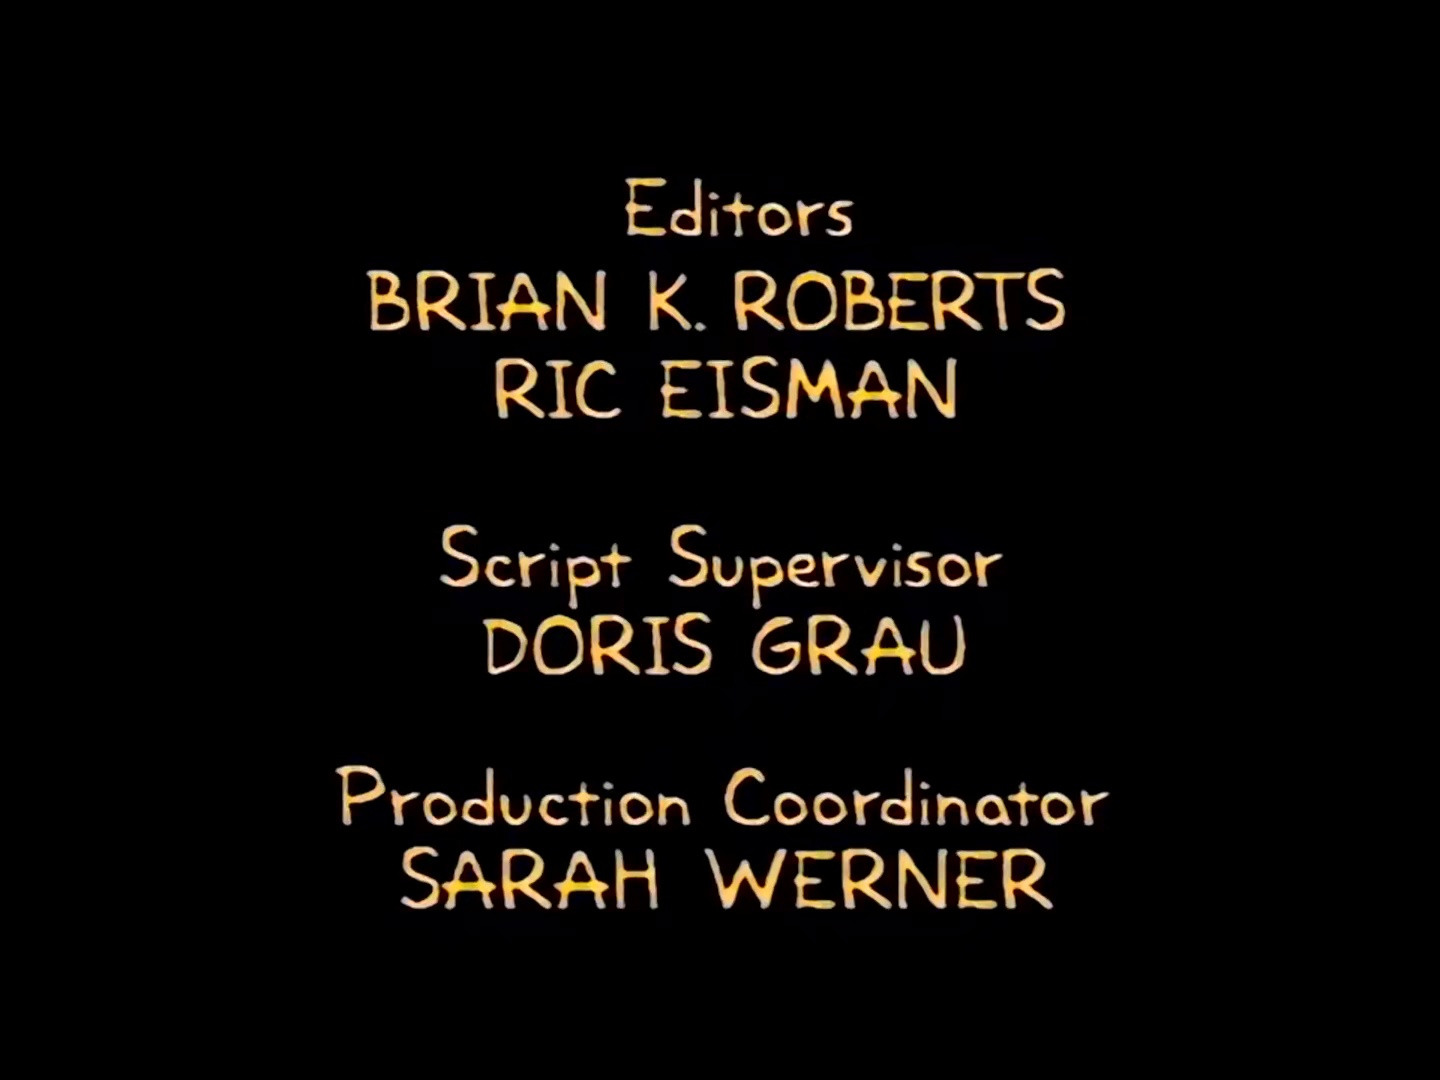 Editors
BRIAN K. ROBERTS
RIC EISMAN
Script Supervisor
DORIS GRAU
Production Coordinator
SARAH WERNER